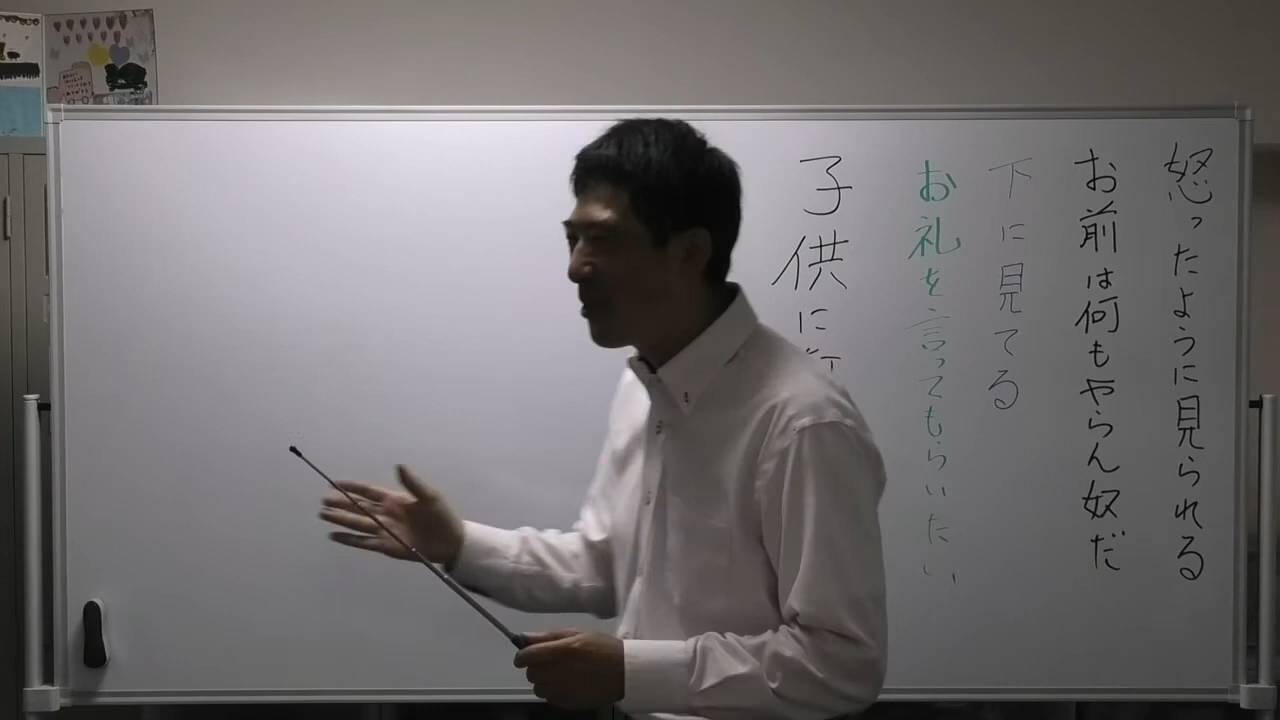 怒ったように見られる
お前は何もやらん奴だ
下に見てる
お礼を言ってもらいたい
子供に